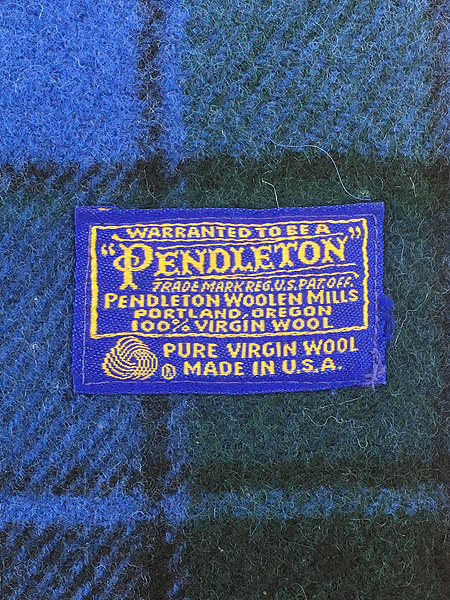 WARRANTED TO BE A
"PENDLETON"
TRADE MARK REG. U.S. PAT. OFF.
PENDLETON WOOLEN MILLS
PORTLAND, OREGON
100% VIRGIN WOOL
PURE VIRGIN WOOL
® MADE IN U.S.A.